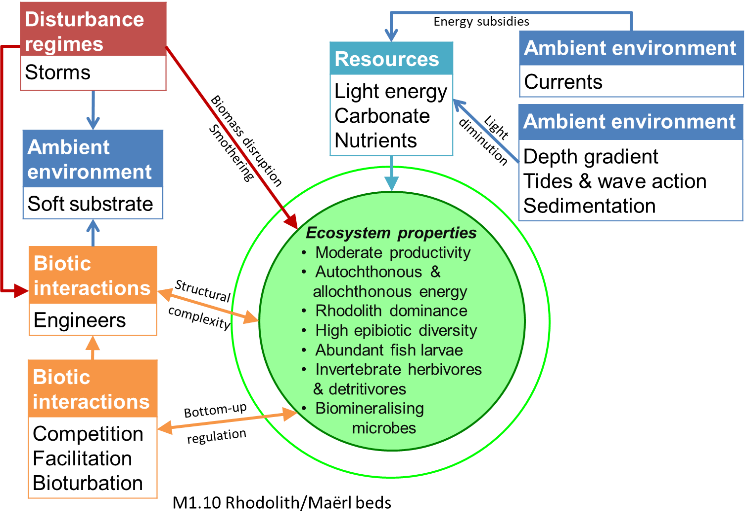 Disturbance
regimes
Storms
Ambient
environment
Soft substrate
Biotic
interactions
Engineers
Biotic
interactions
Competition
Facilitation
Bioturbation
Biomass disruption
Smothering
Structural
complexity
Bottom-up
regulation
Resources
Light energy
Carbonate
Nutrients
Energy subsidies
Ambient environment
Currents
Light
diminution
Ambient environment
Depth gradient
Tides & wave action
Sedimentation
Ecosystem properties
• Moderate productivity
• Autochthonous &
allochthonous energy
• Rhodolith dominance
• High epibiotic diversity
• Abundant fish larvae
• Invertebrate herbivores
& detritivores
• Biomineralising
microbes
M1.10 Rhodolith/Maërl beds